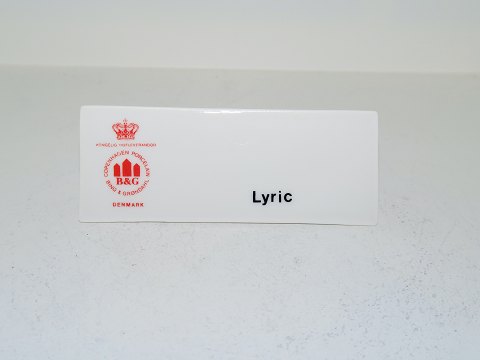 KONGELIG HOFLEVERANDØR
COPENHAGEN PORCELAIN
B&G
BING & GRØNDAHL
DENMARK
Lyric